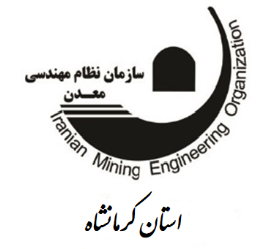 سازمان نظام مهندسی
معدن
Iranian Mining Engineering Organization
استان کرمانشاه